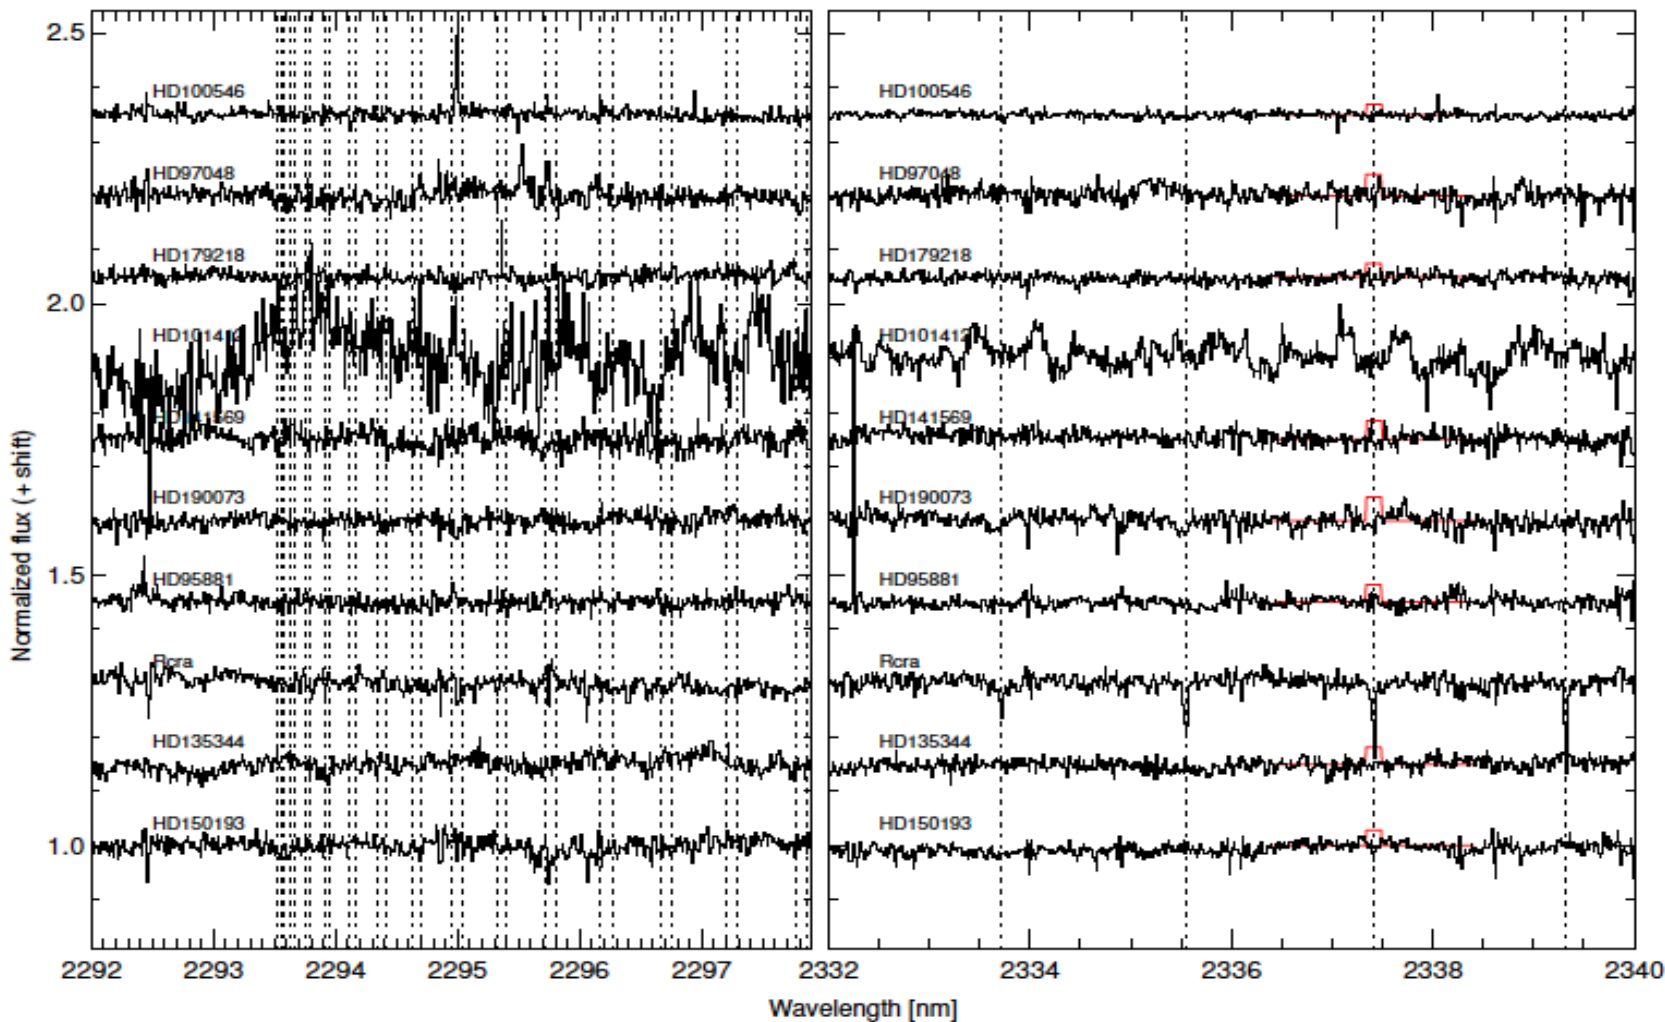 2.5
HD100546
HD100546
HD97048
HD97048
HD179218
HD179218
2.0
HD101412
HD101412
HD141569
HD141569
Normalized flux (+ shift)
HD190073
HD190073
1.5
HD95881
HD95881
Rcra
Rcra
HD135344
HD135344
HD150193
HD150193
1.0
2292 2293 2294 2295 2296 2297 2332 2334 2336 2338 2340
Wavelength [nm]